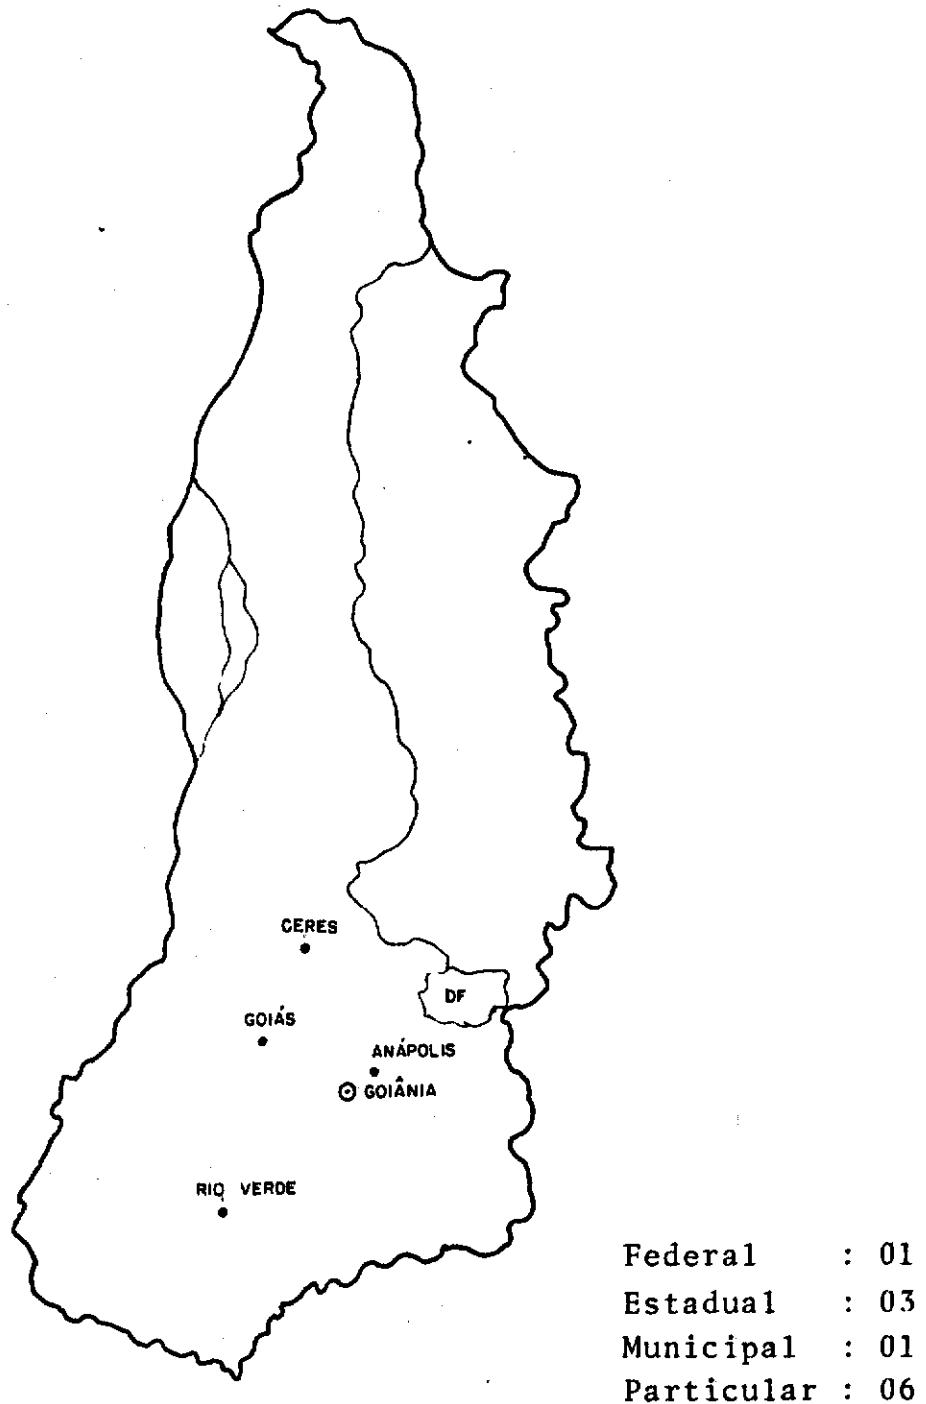 CERES
DF
GOIÁS
ANÁPOLIS
GOIÂNIA
RIO VERDE
Federal : 01
Estadual : 03
Municipal : 01
Particular : 06